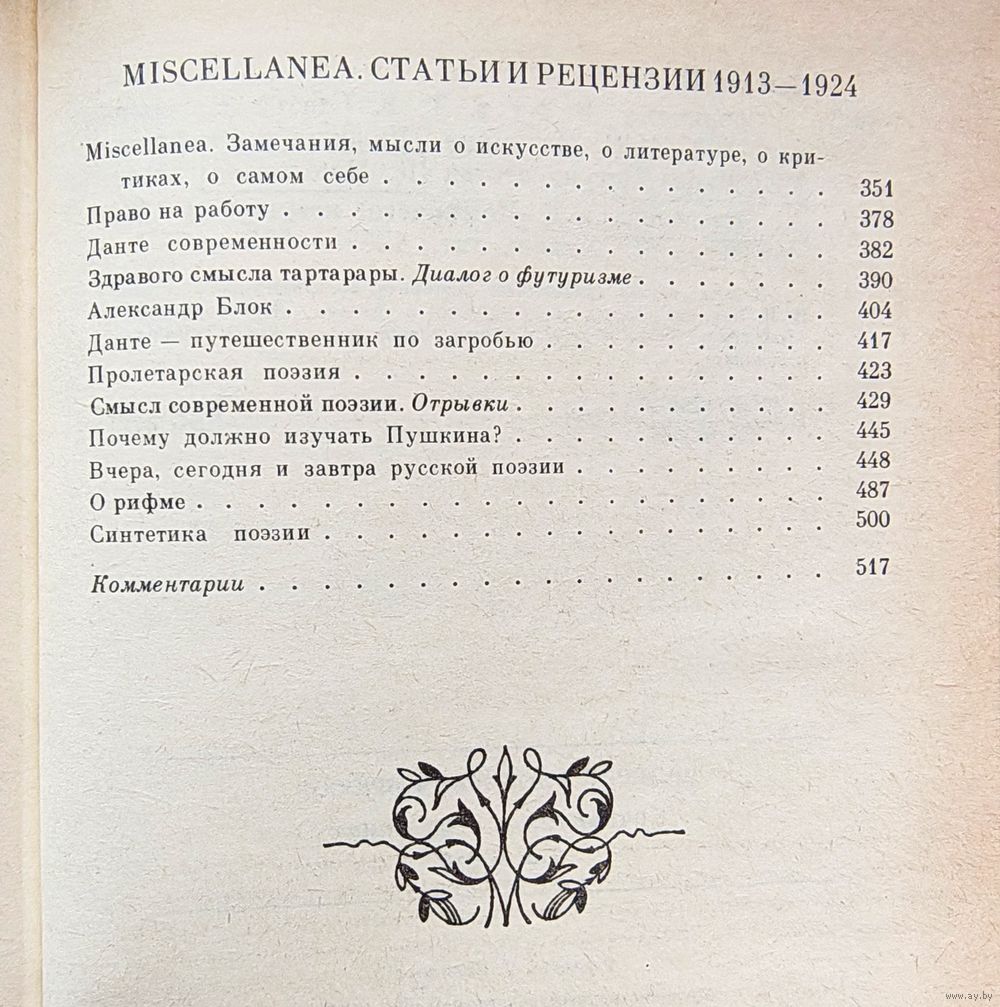 MISCELLANEA. СТАТЬИ И РЕЦЕНЗИИ 1913—1924
Miscellanea. Замечания, мысли о искусстве, о литературе, о кри-
тиках, о самом себе . . . . . . . . . . . . . . 351
Право на работу . . . . . . . . . . . . . . . . . 378
Данте современности . . . . . . . . . . . . . . . 382
Здравого смысла тартарары. Диалог о футуризме . . . . . . 390
Александр Блок . . . . . . . . . . . . . . . . . 404
Данте — путешественник по загробью . . . . . . . . . 417
Пролетарская поэзия . . . . . . . . . . . . . . . 423
Смысл современной поэзии. Отрывки . . . . . . . . . . 429
Почему должно изучать Пушкина? . . . . . . . . . . 445
Вчера, сегодня и завтра русской поэзии . . . . . . . . 448
О рифме . . . . . . . . . . . . . . . . . . . . 487
Синтетика поэзии . . . . . . . . . . . . . . . . 500
Комментарии . . . . . . . . . . . . . . . . . . 517
www.ay.by